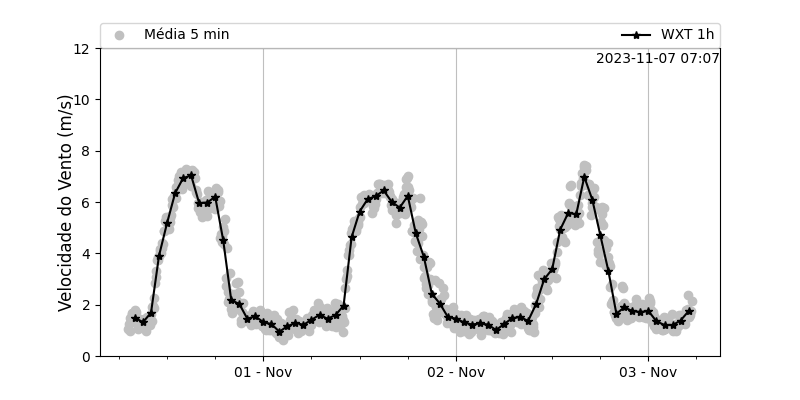 Média 5 min
WXT 1h
2023-11-07 07:07
Velocidade do Vento (m/s)
12
10
8
6
4
2
0
01 - Nov
02 - Nov
03 - Nov